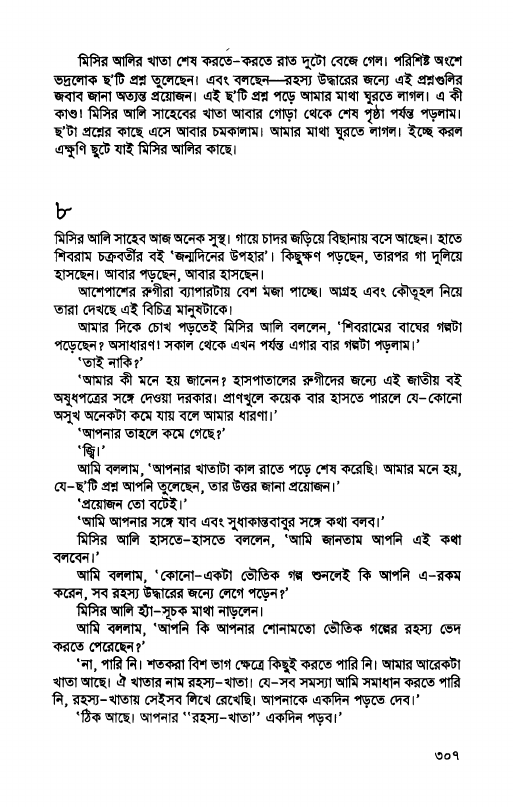 মিসির আলির খাতা শেষ করতে-করতে রাত দুটো বেজে গেল। পরিশিষ্ট অংশে
ভদ্রলোক ছ'টি প্রশ্ন তুলেছেন। এবং বলছেন—রহস্য উদ্ধারের জন্যে এই প্রশ্নগুলির
জবাব জানা অত্যন্ত প্রয়োজন। এই ছ'টি প্রশ্ন পড়ে আমার মাথা ঘুরতে লাগল। এ কী
কাণ্ড! মিসির আলি সাহেবের খাতা আবার গোড়া থেকে শেষ পৃষ্ঠা পর্যন্ত পড়লাম।
ছ'টা প্রশ্নের কাছে এসে আবার চমকালাম। আমার মাথা ঘুরতে লাগল। ইচ্ছে করল
এক্ষুণি ছুটে যাই মিসির আলির কাছে।
৮
মিসির আলি সাহেব আজ অনেক সুস্থ। গায়ে চাদর জড়িয়ে বিছানায় বসে আছেন। হাতে
শিবরাম চক্রবর্তীর বই 'জন্মদিনের উপহার'। কিছুক্ষণ পড়ছেন, তারপর গা দুলিয়ে
হাসছেন। আবার পড়ছেন, আবার হাসছেন।
আশেপাশের রুগীরা ব্যাপারটায় বেশ মজা পাচ্ছে। আগ্রহ এবং কৌতূহল নিয়ে
তারা দেখছে এই বিচিত্র মানুষটাকে।
আমার দিকে চোখ পড়তেই মিসির আলি বললেন, 'শিবরামের বাঘের গল্পটা
পড়েছেন? অসাধারণ! সকাল থেকে এখন পর্যন্ত এগার বার গল্পটা পড়লাম।'
'তাই নাকি?'
'আমার কী মনে হয় জানেন? হাসপাতালের রুগীদের জন্যে এই জাতীয় বই
অষুধপত্রের সঙ্গে দেওয়া দরকার। প্রাণখুলে কয়েক বার হাসতে পারলে যে-কোনো
অসুখ অনেকটা কমে যায় বলে আমার ধারণা।'
'আপনার তাহলে কমে গেছে?'
'জ্বি।'
আমি বললাম, 'আপনার খাতাটা কাল রাতে পড়ে শেষ করেছি। আমার মনে হয়,
যে-ছ'টি প্রশ্ন আপনি তুলেছেন, তার উত্তর জানা প্রয়োজন।'
'প্রয়োজন তো বটেই।'
'আমি আপনার সঙ্গে যাব এবং সুধাকান্তবাবুর সঙ্গে কথা বলব।'
মিসির আলি হাসতে-হাসতে বললেন, 'আমি জানতাম আপনি এই কথা
বলবেন।'
আমি বললাম, 'কোনো-একটা ভৌতিক গল্প শুনলেই কি আপনি এ-রকম
করেন, সব রহস্য উদ্ধারের জন্যে লেগে পড়েন?'
মিসির আলি হ্যাঁ-সূচক মাথা নাড়লেন।
আমি বললাম, 'আপনি কি আপনার শোনামতো ভৌতিক গল্পের রহস্য ভেদ
করতে পেরেছেন?'
'না, পারি নি। শতকরা বিশ ভাগ ক্ষেত্রে কিছুই করতে পারি নি। আমার আরেকটা
খাতা আছে। ঐ খাতার নাম রহস্য-খাতা। যে-সব সমস্যা আমি সমাধান করতে পারি
নি, রহস্য-খাতায় সেইসব লিখে রেখেছি। আপনাকে একদিন পড়তে দেব।'
'ঠিক আছে। আপনার "রহস্য-খাতা" একদিন পড়ব।'
৩০৭